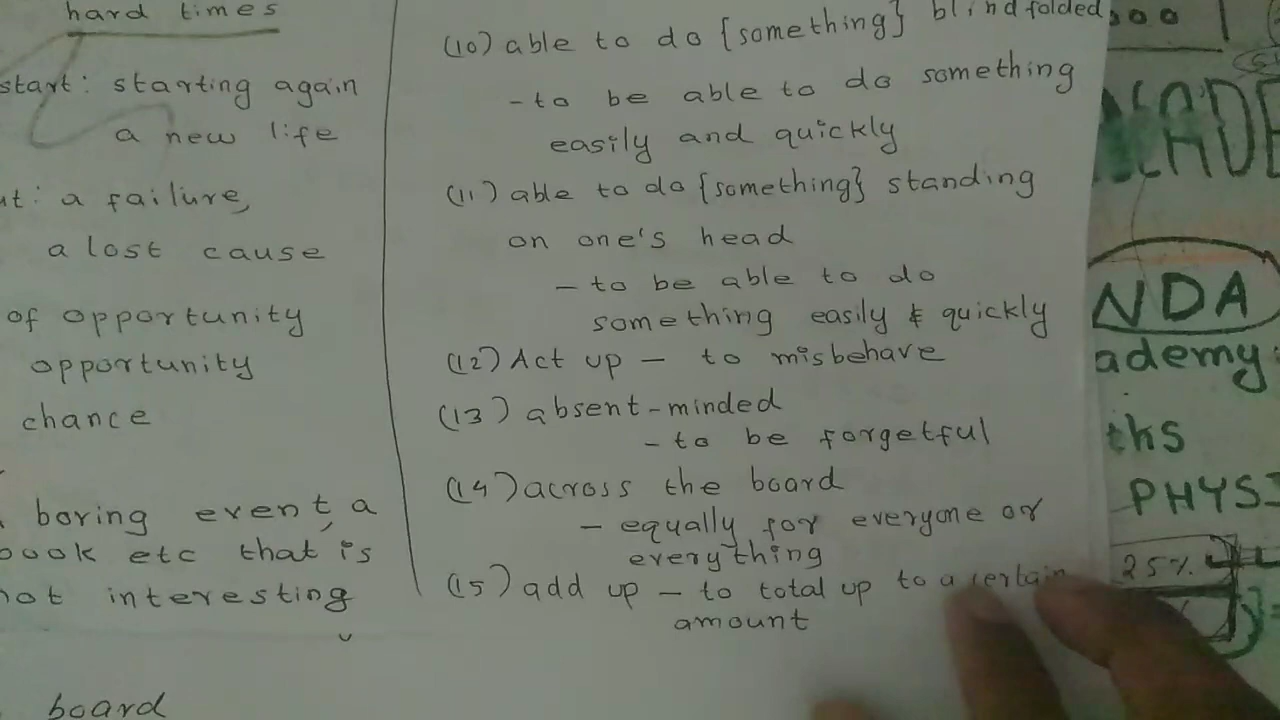 hard times
start: starting again
a new life
a failure,
a lost cause
of opportunity
opportunity
chance
boring event, a
book etc that is
not interesting
board
(10) able to do {something} blindfolded
- to be able to do something
easily and quickly
(11) able to do {something} standing
on one's head
- to be able to do
something easily & quickly
(12) Act up - to misbehave
(13) absent-minded
- to be forgetful
(14) across the board
- equally for everyone or
everything
(15) add up - to total up to a certain
amount
NDA
ademy
ths
PHYS
25%